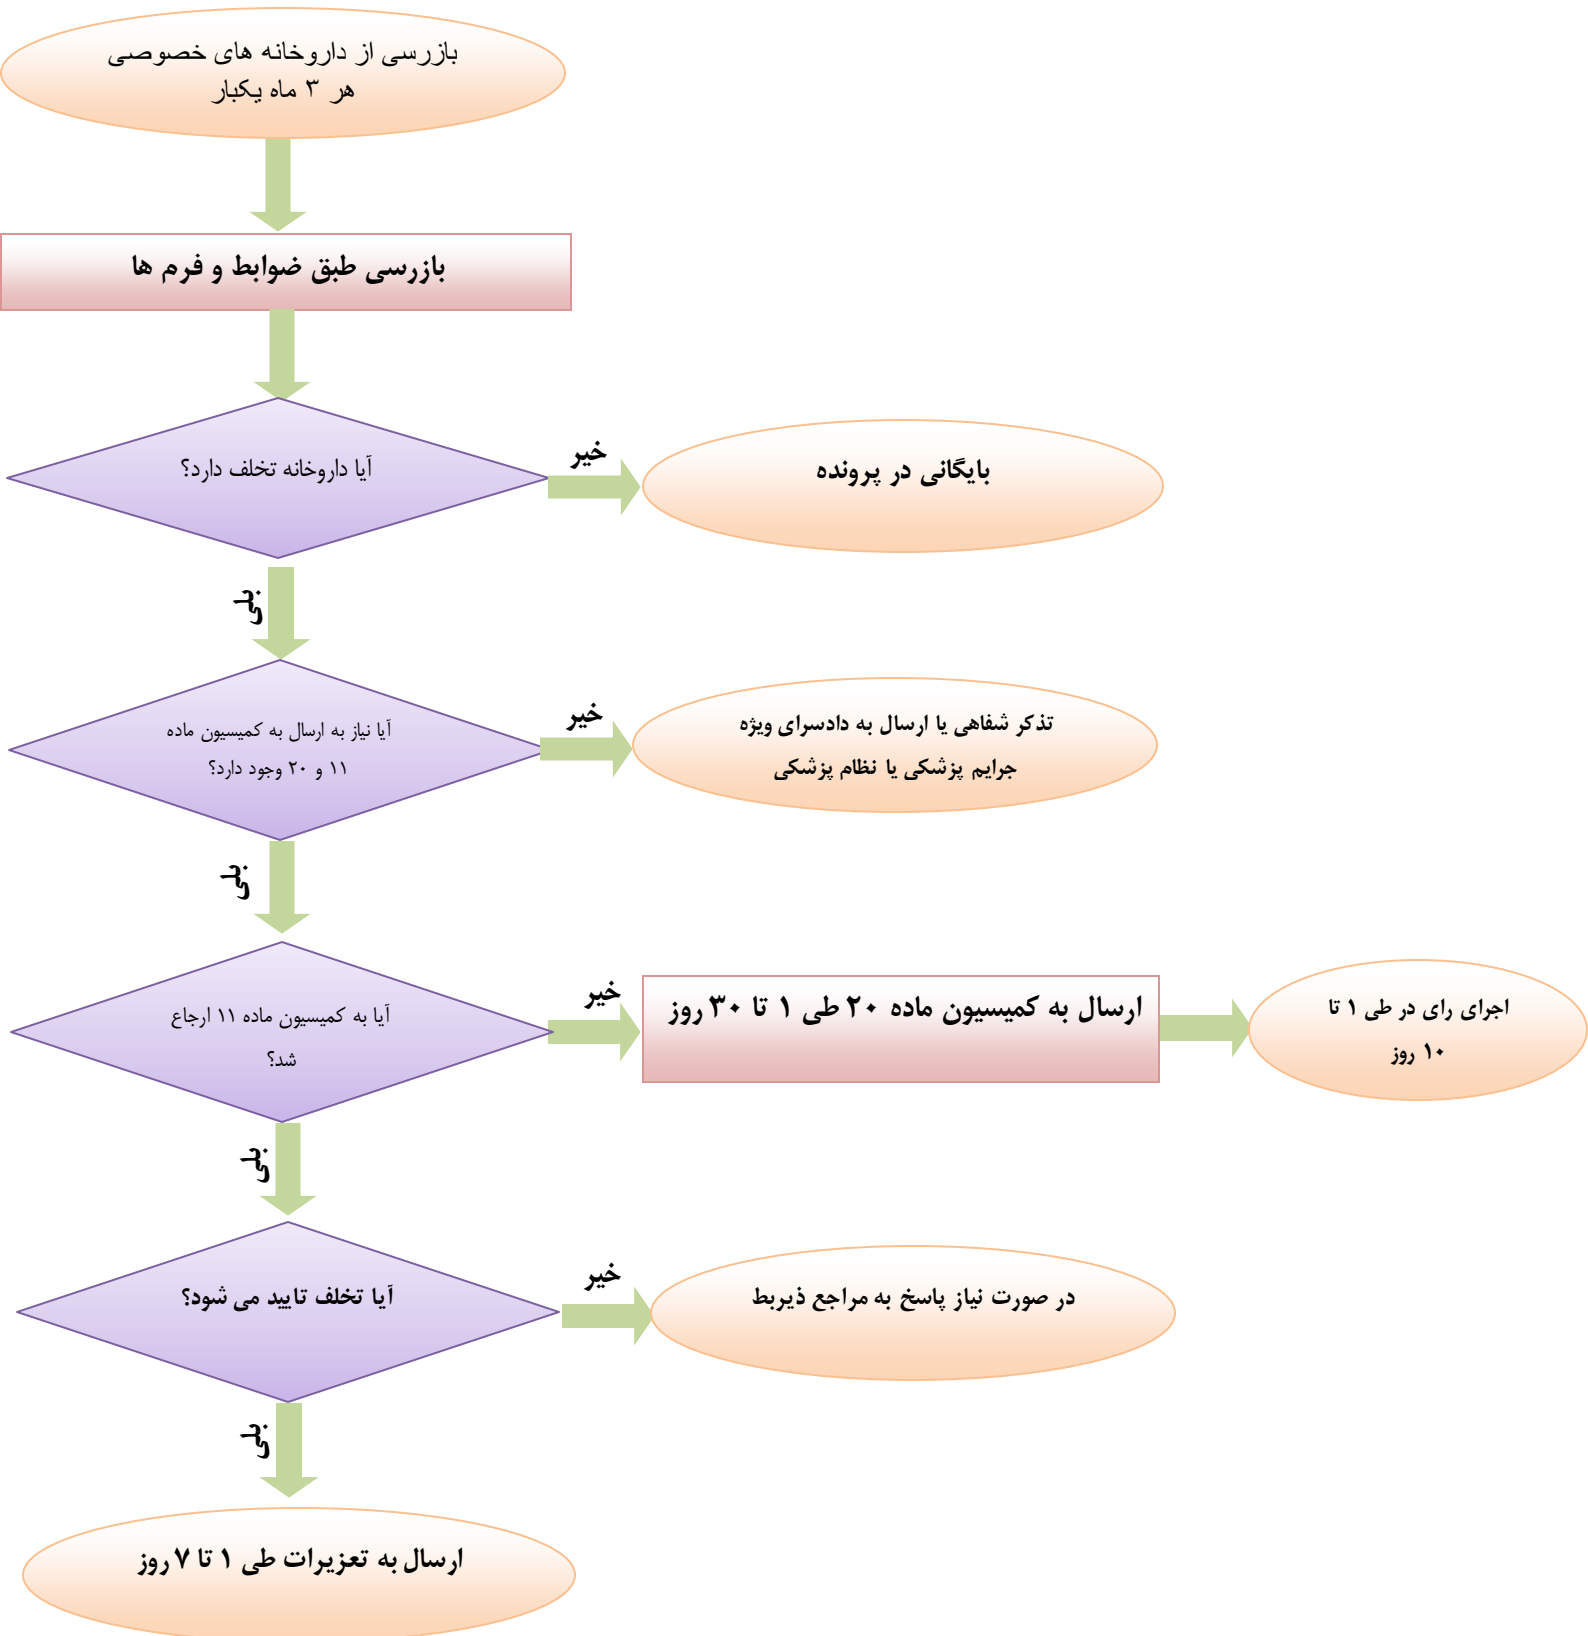 بازرسی از داروخانه های خصوصی
هر ۳ ماه یکبار
بازرسی طبق ضوابط و فرم ها
آیا داروخانه تخلف دارد؟
خیر
بایگانی در پرونده
بلی
آیا نیاز به ارسال به کمیسیون ماده
۱۱ و ۲۰ وجود دارد؟
خیر
تذکر شفاهی یا ارسال به دادسرای ویژه
جرایم پزشکی یا نظام پزشکی
بلی
آیا به کمیسیون ماده ۱۱ ارجاع
شد؟
خیر
ارسال به کمیسیون ماده ۲۰ طی ۱ تا ۳۰ روز
اجرای رای در طی ۱ تا
۱۰ روز
بلی
آیا تخلف تایید می شود؟
خیر
در صورت نیاز پاسخ به مراجع ذیربط
بلی
ارسال به تعزیرات طی ۱ تا ۷ روز